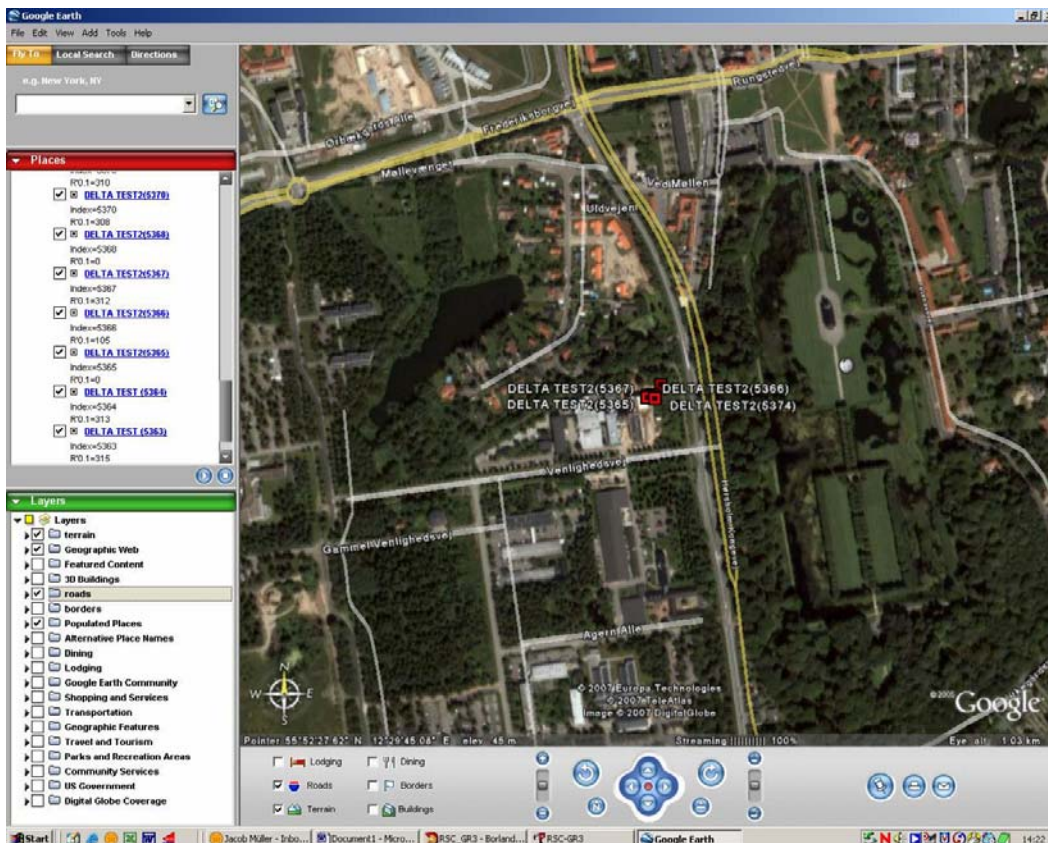 Google Earth
File Edit View Add Tools Help
Fly To Local Search Directions
e.g. New York, NY
Places
R'0.1=310
DELTA TEST2(5370)
Index=5370
R'0.1=308
DELTA TEST2(5368)
Index=5368
R'0.1=0
DELTA TEST2(5367)
Index=5367
R'0.1=312
DELTA TEST2(5366)
Index=5366
R'0.1=105
DELTA TEST2(5365)
Index=5365
R'0.1=0
DELTA TEST (5364)
Index=5364
R'0.1=313
DELTA TEST (5363)
Index=5363
R'0.1=315
Layers
Layers
terrain
Geographic Web
Featured Content
3D Buildings
roads
borders
Populated Places
Alternative Place Names
Dining
Lodging
Google Earth Community
Shopping and Services
Transportation
Geographic Features
Travel and Tourism
Parks and Recreation Areas
Community Services
US Government
Digital Globe Coverage
Rungstedvej
Frederiksborgvej
Alle
Møllevænget
Ved Møllen
Uldvejen
DELTA TEST2(5367) DELTA TEST2(5366)
DELTA TEST2(5365) DELTA TEST2(5374)
Venlighedsvej
Gammel Venlighedsvej
Agern Alle
© 2007 Europa Technologies
© 2007 TeleAtlas
Image © 2007 DigitalGlobe
© 2005 Google
Pointer 55°52'27.62" N 12°29'45.08" E elev 45 m Streaming 100% Eye alt 1.03 km
Lodging Dining
Roads Borders
Terrain Buildings
Start Jacob Müller - Inbo... Document1 - Micro... RSC_GR3 - Borland... RSC-GR3 Google Earth 14:22